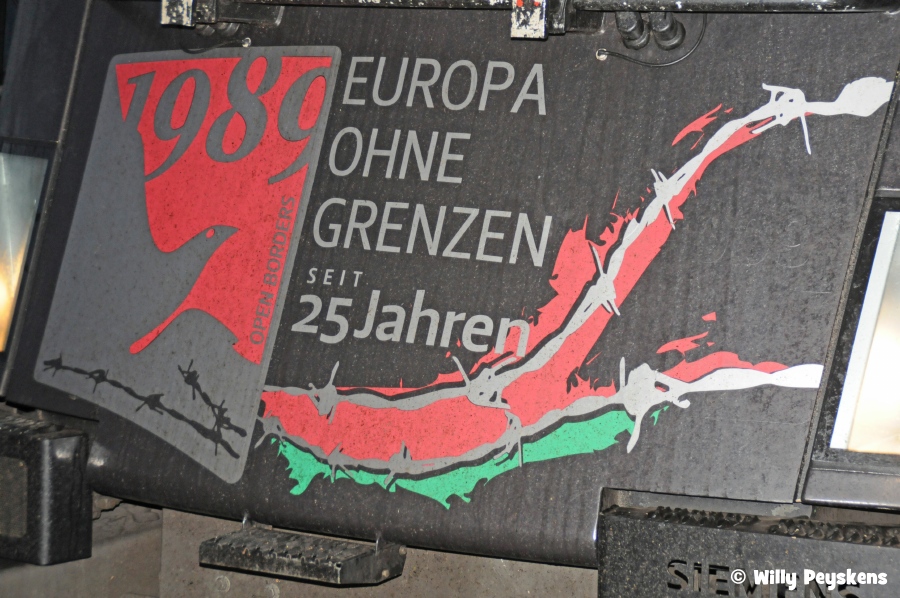 1989
OPEN BORDERS
EUROPA
OHNE
GRENZEN
SEIT
25 Jahren
SIEMENS
© Willy Peyskens